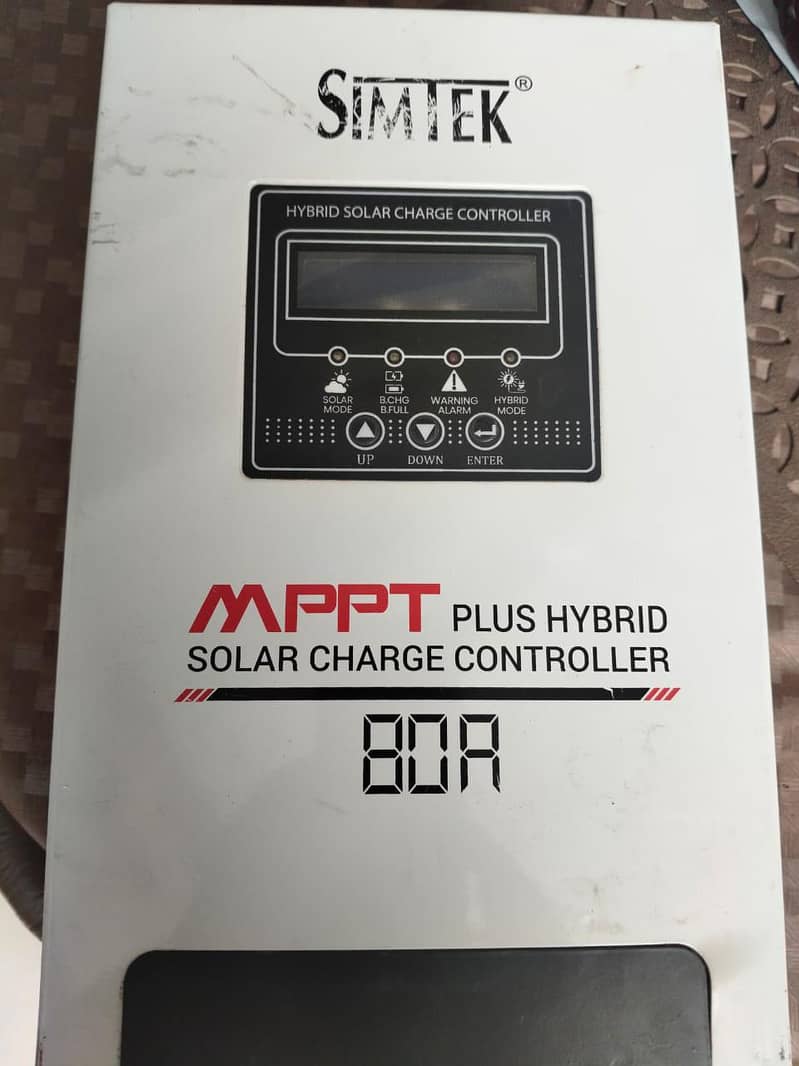 SIMTEK®
HYBRID SOLAR CHARGE CONTROLLER
SOLAR MODE
B.CHG B.FULL
WARNING ALARM
HYBRID MODE
UP
DOWN
ENTER
MPPT PLUS HYBRID
SOLAR CHARGE CONTROLLER
80A